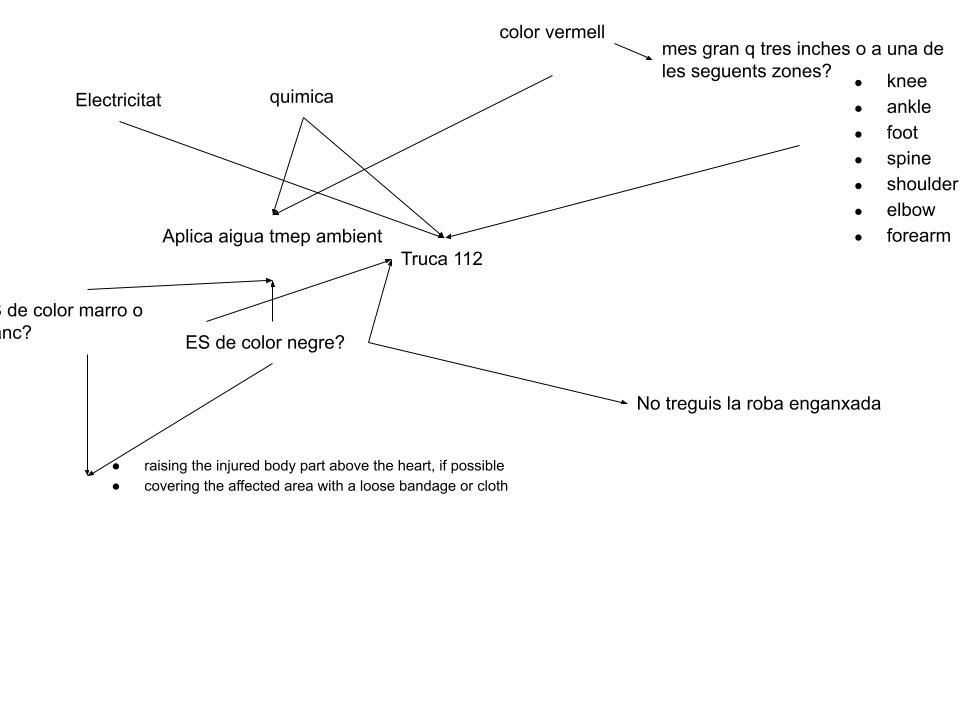 color vermell
mes gran q tres inches o a una de
les seguents zones?
knee
ankle
foot
spine
shoulder
elbow
forearm
Electricitat
quimica
Aplica aigua tmep ambient
Truca 112
de color marro o
nc?
ES de color negre?
No treguis la roba enganxada
raising the injured body part above the heart, if possible
covering the affected area with a loose bandage or cloth